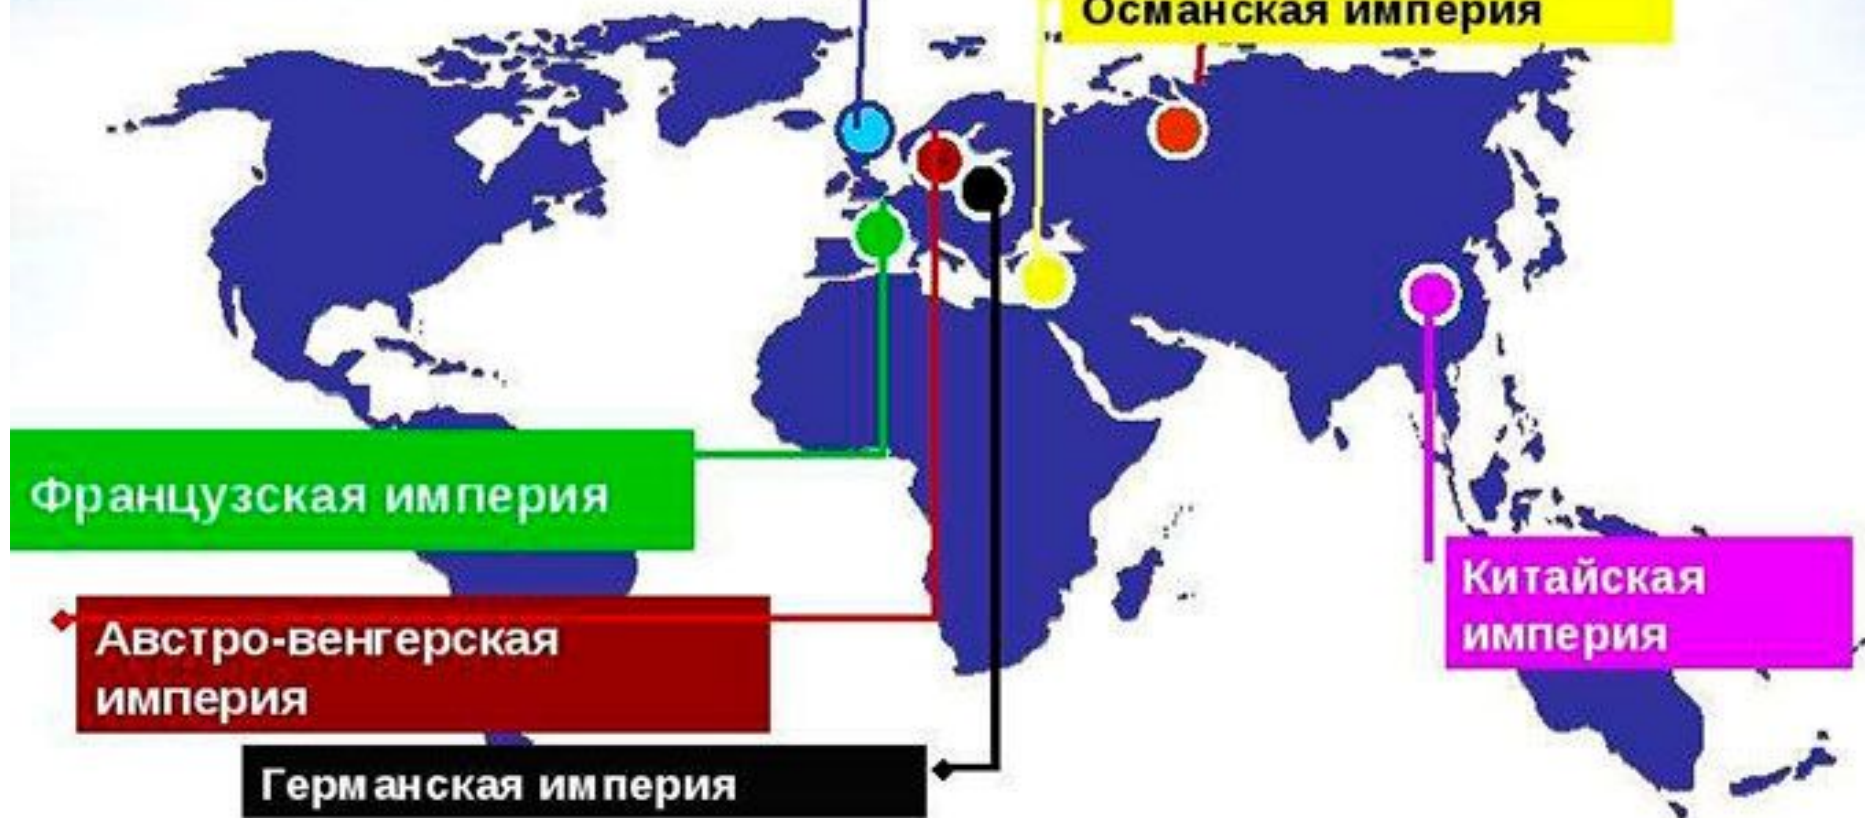 Османская империя
Французская империя
Китайская
империя
Австро-венгерская
империя
Германская империя